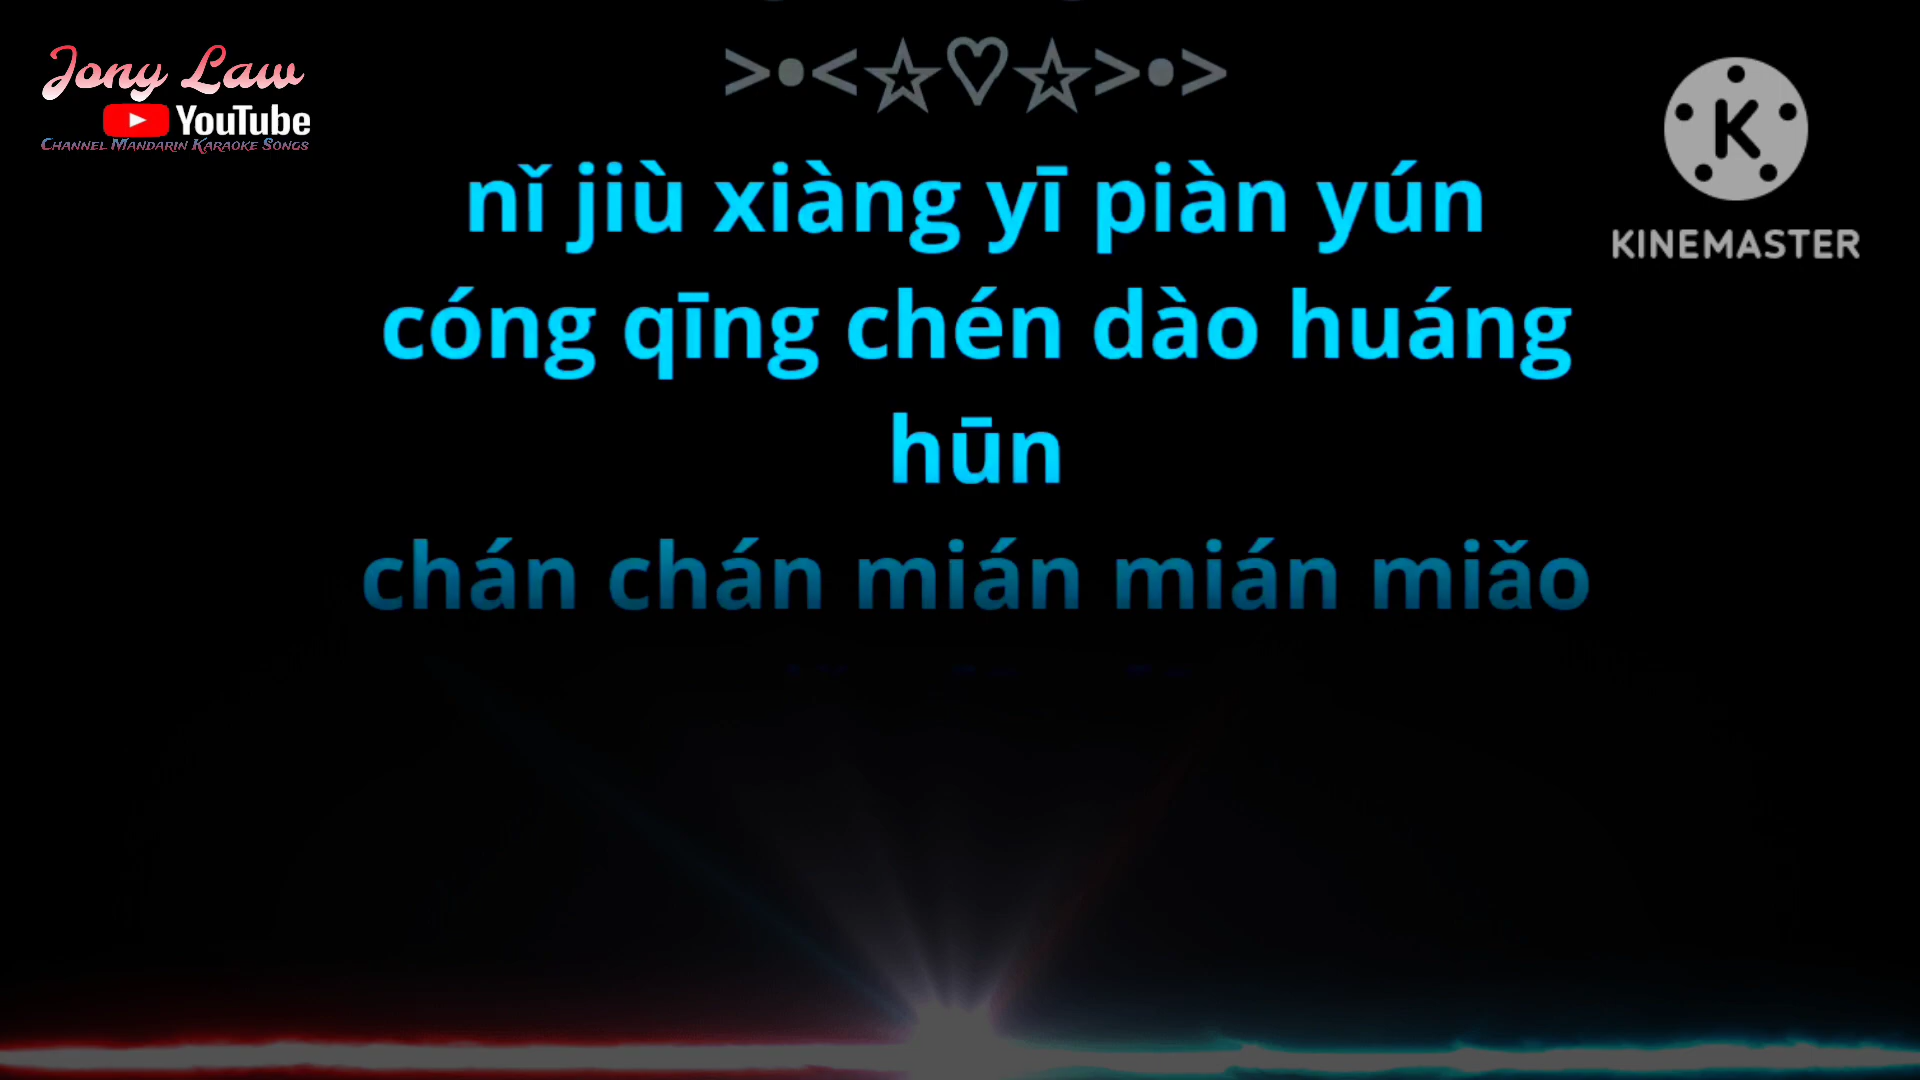 Jony Law
YouTube
Channel Mandarin Karaoke Songs
>•<☆♡☆>•>
KINEMASTER
nǐ jiù xiàng yī piàn yún
cóng qīng chén dào huáng
hūn
chán chán mián mián miǎo